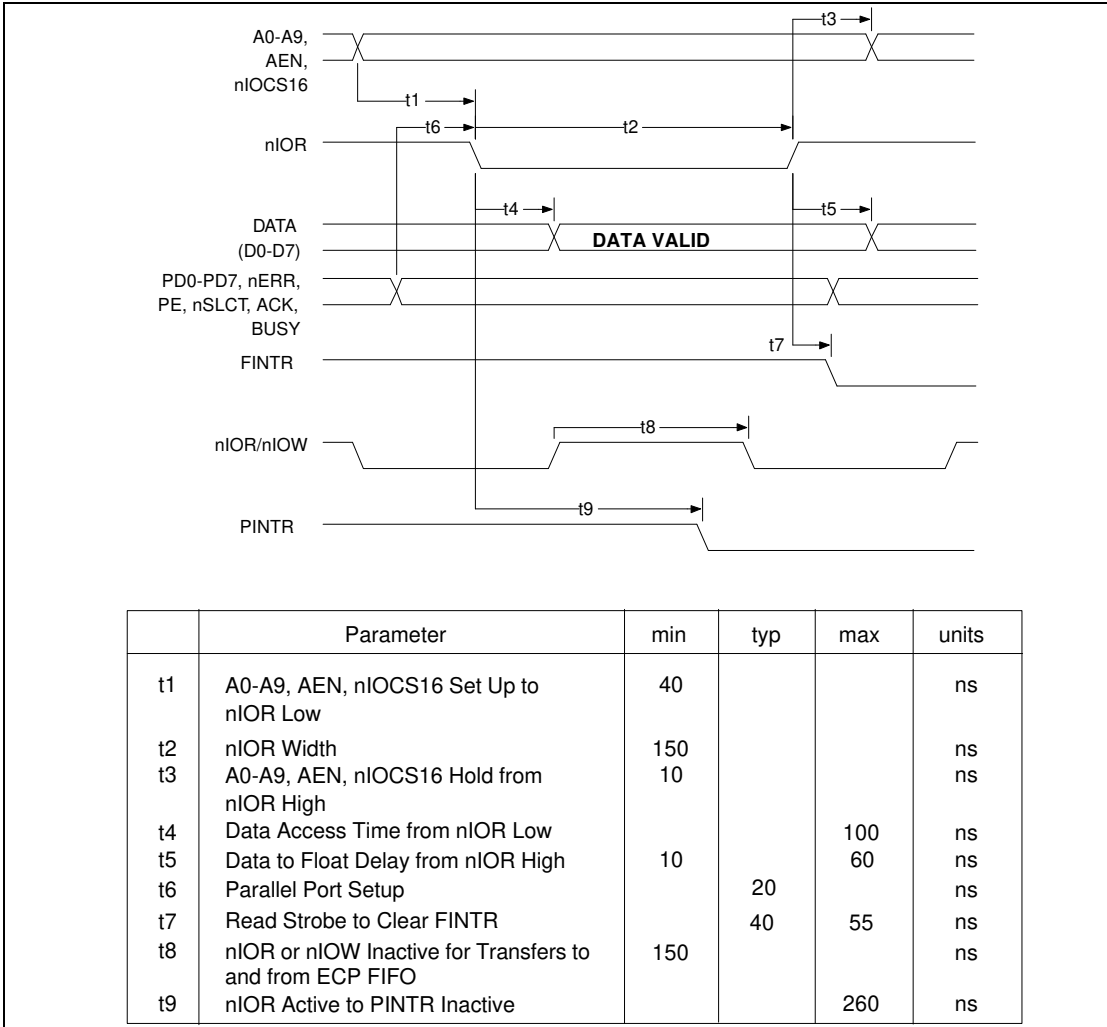 t3
A0-A9,
AEN,
nIOCS16
t1
t6
t2
nIOR
t4
t5
DATA
(D0-D7)
DATA VALID
PD0-PD7, nERR,
PE, nSLCT, ACK,
BUSY
t7
FINTR
t8
nIOR/nIOW
t9
PINTR
Parameter min typ max units
t1 A0-A9, AEN, nIOCS16 Set Up to 40 ns
nIOR Low
t2 nIOR Width 150 ns
t3 A0-A9, AEN, nIOCS16 Hold from 10 ns
nIOR High
t4 Data Access Time from nIOR Low 100 ns
t5 Data to Float Delay from nIOR High 10 60 ns
t6 Parallel Port Setup 20 ns
t7 Read Strobe to Clear FINTR 40 55 ns
t8 nIOR or nIOW Inactive for Transfers to 150 ns
and from ECP FIFO
t9 nIOR Active to PINTR Inactive 260 ns